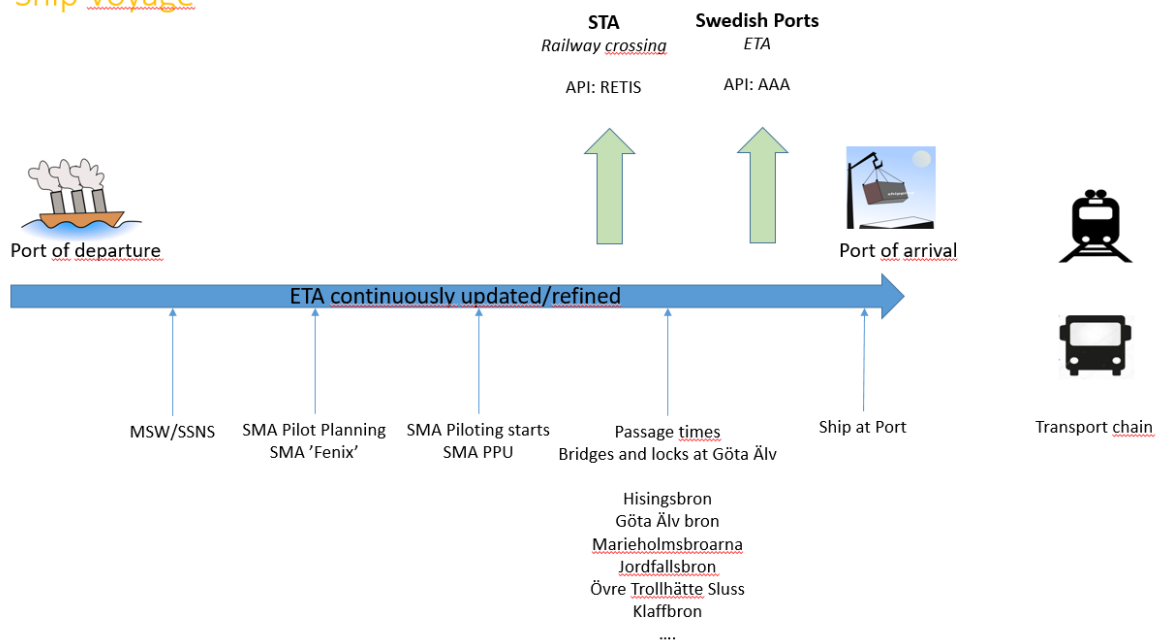 Ship Voyage
STA
Railway crossing
API: RETIS
Swedish Ports
ETA
API: AAA
Port of departure
Port of arrival
ETA continuously updated/refined
MSW/SSNS
SMA Pilot Planning
SMA ’Fenix’
SMA Piloting starts
SMA PPU
Passage times
Bridges and locks at Göta Älv
Hisingsbron
Göta Älv bron
Marieholmsbroarna
Jordfallsbron
Övre Trollhätte Sluss
Klaffbron
....
Ship at Port
Transport chain